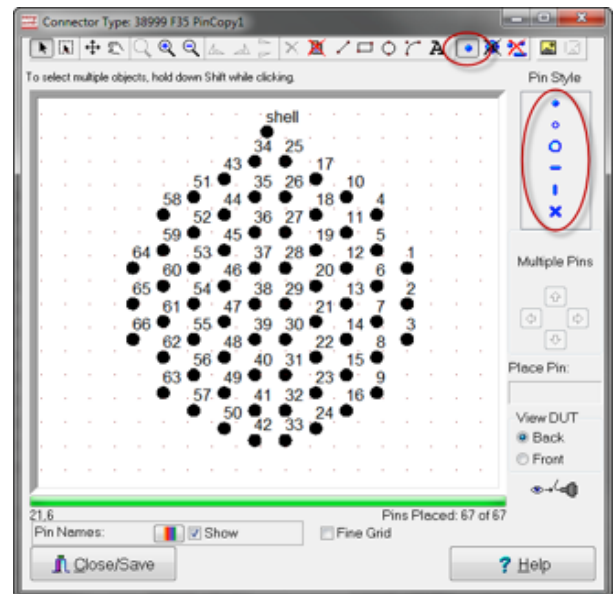 Connector Type: 38999 F35 PinCopy1
A
To select multiple objects, hold down Shift while clicking.
Pin Style
shell
34 25
43 17
51 35 26 10
58 44 18 4
52 36 27 11
59 45 19 5
64 53 37 28 12 1
60 46 20 6
65 54 38 29 13 2
61 47 21 7
66 55 39 30 14 3
62 48 22 8
56 40 31 15
63 49 23 9
57 41 32 16
50 24
42 33
Multiple Pins
Place Pin:
View DUT
Back
Front
21,6
Pins Placed: 67 of 67
Pin Names:
Show
Fine Grid
Close/Save
? Help